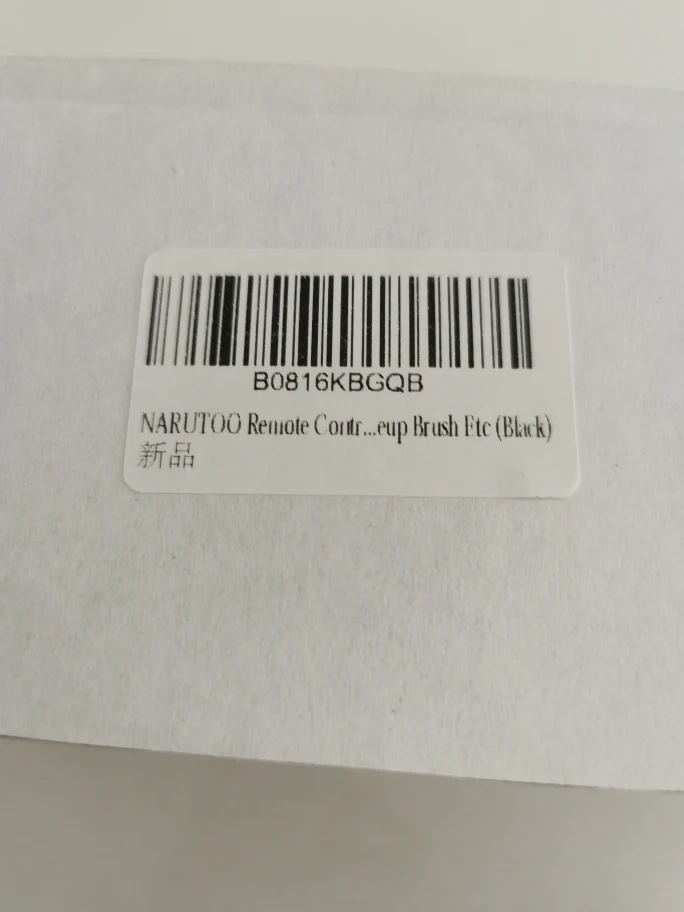 B0816KBGQB
NARUTOO Remote Contr...eup Brush Etc (Black)
新品